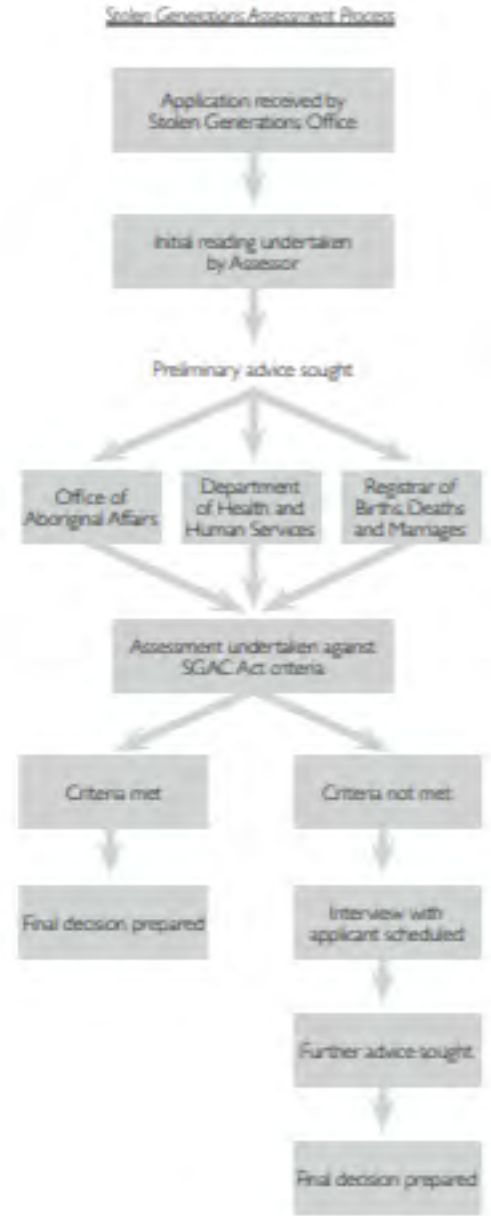 Stolen Generations Assessment Process
Application received by
Stolen Generations Office
Initial reading undertaken
by Assessor
Preliminary advice sought
Office of
Aboriginal Affairs
Department
of Health and
Human Services
Registrar of
Births, Deaths
and Marriages
Assessment undertaken against
SGAC Act criteria
Criteria met
Criteria not met
Final decision prepared
Interview with
applicant scheduled
Further advice sought
Final decision prepared